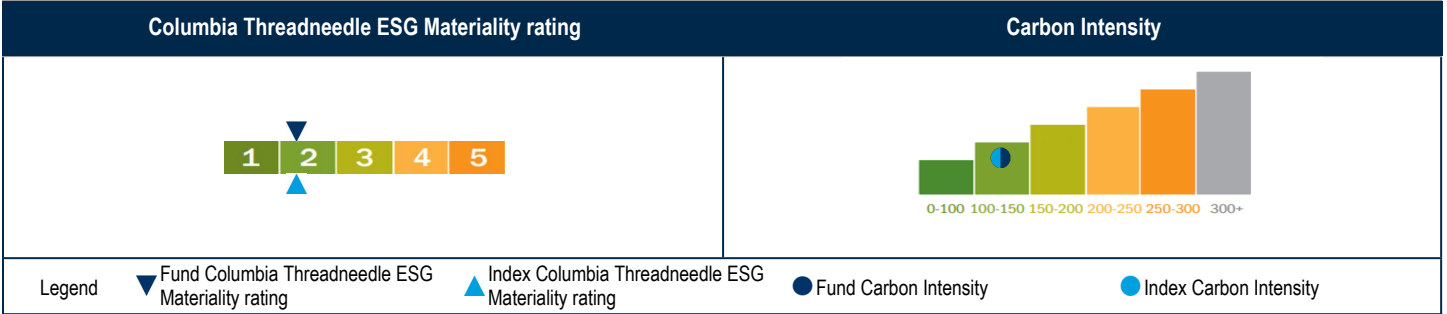 Columbia Threadneedle ESG Materiality rating
Carbon Intensity
1 2 3 4 5
0-100 100-150 150-200 200-250 250-300 300+
Legend
Fund Columbia Threadneedle ESG
Materiality rating
Index Columbia Threadneedle ESG
Materiality rating
Fund Carbon Intensity
Index Carbon Intensity